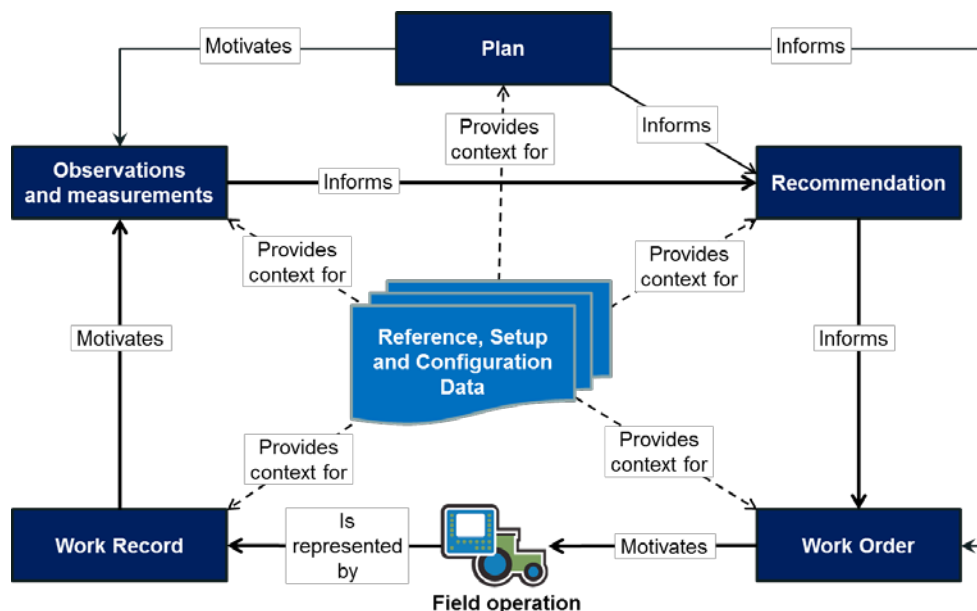 Motivates
Plan
Informs
Provides
context for
Informs
Observations
and measurements
Informs
Recommendation
Provides
context for
Provides
context for
Reference, Setup
and Configuration
Data
Motivates
Informs
Provides
context for
Provides
context for
Work Record
Is
represented
by
Motivates
Work Order
Field operation